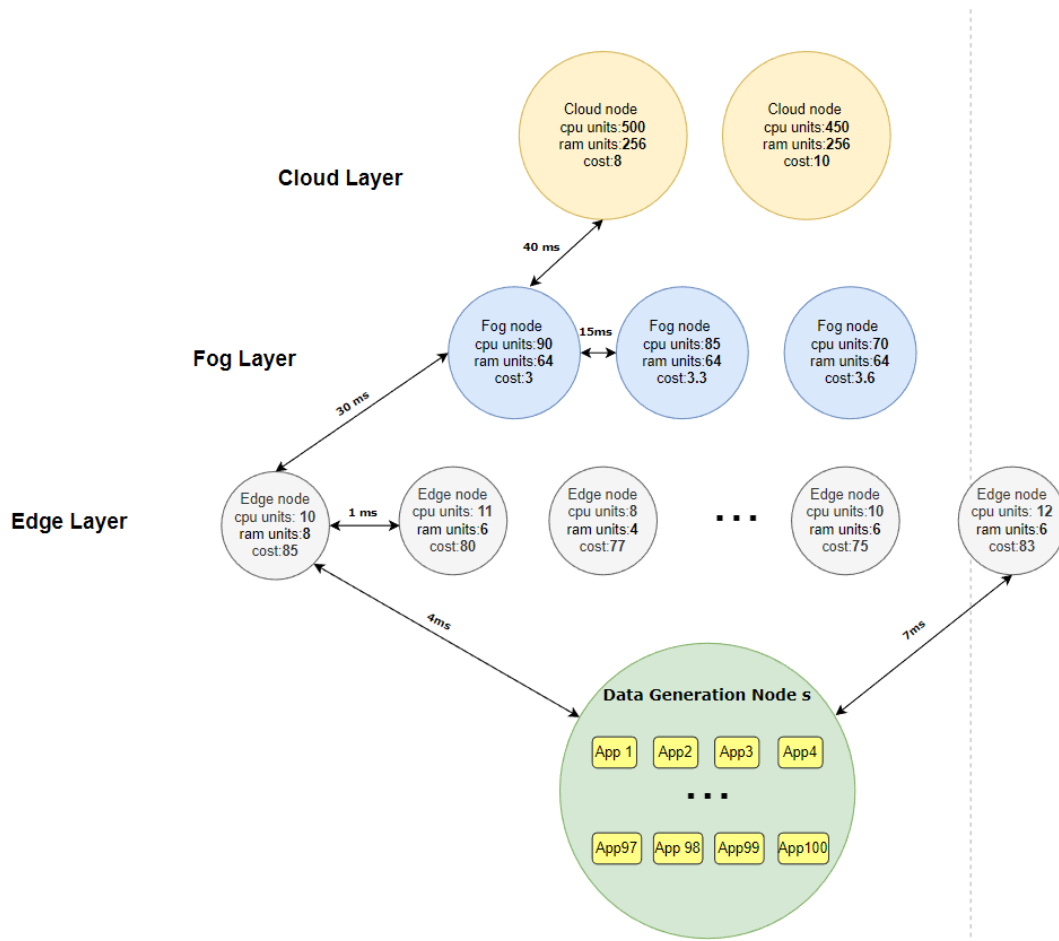 Cloud node
cpu units:500
ram units:256
cost:8
Cloud node
cpu units:450
ram units:256
cost:10
Cloud Layer
40 ms
Fog node
cpu units:90
ram units:64
cost:3
15ms
Fog node
cpu units:85
ram units:64
cost:3.3
Fog node
cpu units:70
ram units:64
cost:3.6
Fog Layer
30 ms
Edge node
cpu units: 10
ram units:8
cost:85
1 ms
Edge node
cpu units: 11
ram units:6
cost:80
Edge node
cpu units:8
ram units:4
cost:77
...
Edge node
cpu units:10
ram units:6
cost:75
Edge node
cpu units: 12
ram units:6
cost:83
Edge Layer
4ms
7ms
Data Generation Node s
App 1
App2
App3
App4
...
App97
App 98
App99
App100